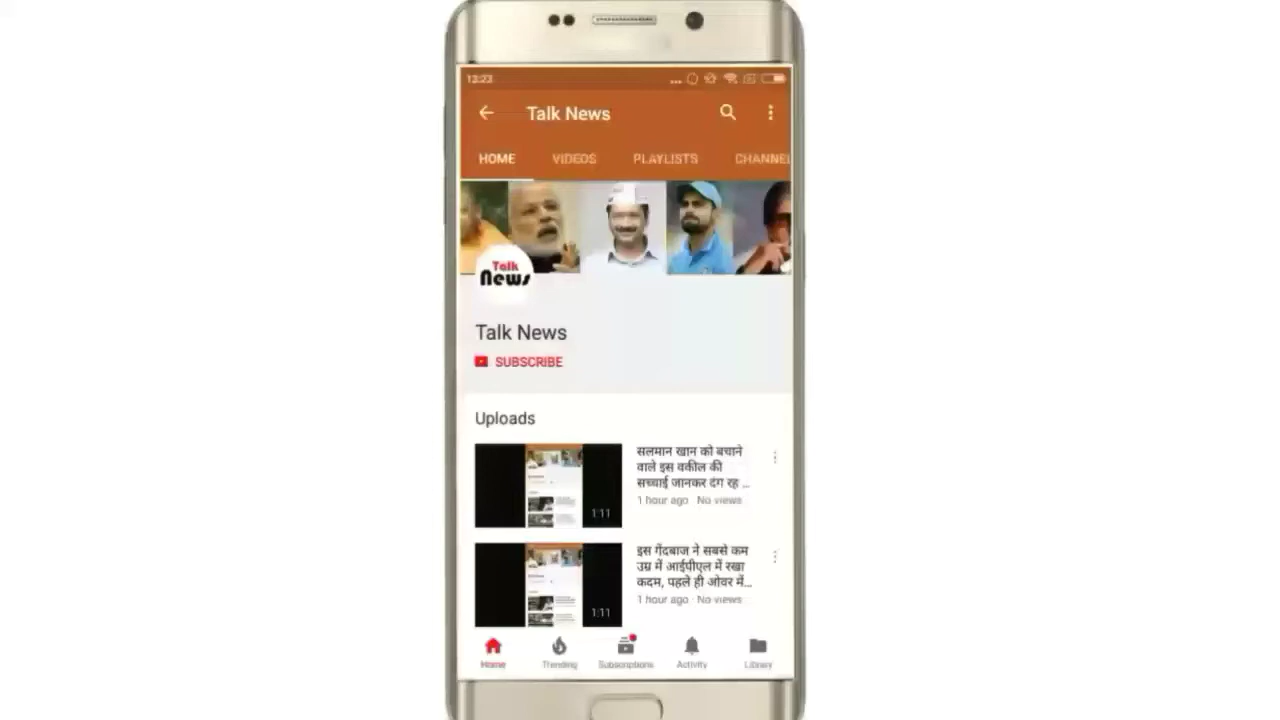 12:23
Talk News
HOME VIDEOS PLAYLISTS CHANNEL
Talk
News
Talk News
SUBSCRIBE
Uploads
सलमान खान को बचाने
वाले इस वकील की
सच्चाई जानकर दंग रह ...
1 hour ago · No views
1:11
इस गेंदबाज ने सबसे कम
उम्र में आईपीएल में रखा
कदम, पहले ही ओवर में...
1 hour ago · No views
1:11
Home Trending Subscriptions Activity Library